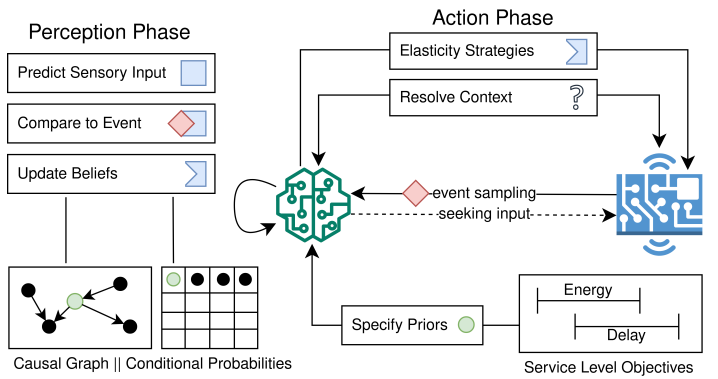 Perception Phase
Predict Sensory Input
Compare to Event
Update Beliefs
Causal Graph || Conditional Probabilities
Action Phase
Elasticity Strategies
Resolve Context
?
event sampling
seeking input
Specify Priors
Energy
Delay
Service Level Objectives